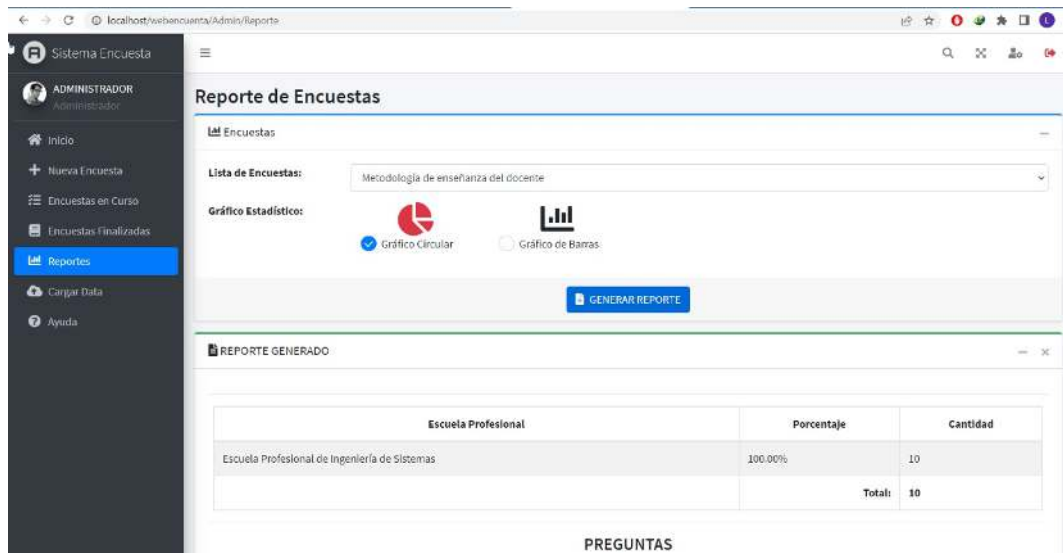 localhost/webencuenta/Admin/Reporte
Sistema Encuesta
ADMINISTRADOR
Administrador
Inicio
Nueva Encuesta
Encuestas en Curso
Encuestas Finalizadas
Reportes
Cargar Data
Ayuda
Reporte de Encuestas
Encuestas
Lista de Encuestas:
Metodología de enseñanza del docente
Gráfico Estadístico:
Gráfico Circular
Gráfico de Barras
GENERAR REPORTE
REPORTE GENERADO
Escuela Profesional Porcentaje Cantidad
Escuela Profesional de Ingeniería de Sistemas 100.00% 10
Total: 10
PREGUNTAS